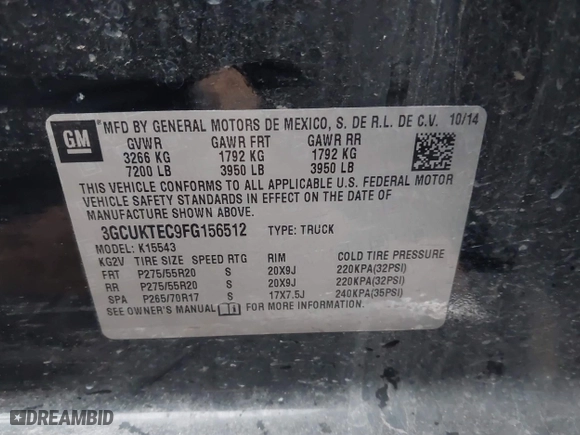 GM MFD BY GENERAL MOTORS DE MEXICO, S. DE R.L. DE C.V. 10/14
GVWR GAWR FRT GAWR RR
3266 KG 1792 KG 1792 KG
7200 LB 3950 LB 3950 LB
THIS VEHICLE CONFORMS TO ALL APPLICABLE U.S. FEDERAL MOTOR
VEHICLE SAFETY STANDARDS IN EFFECT ON THE DATE OF
MANUFACTURE SHOWN ABOVE.
3GCUKTEC9FG156512 TYPE: TRUCK
MODEL: K15543
KG2V TIRE SIZE SPEED RTG RIM COLD TIRE PRESSURE
FRT P275/55R20 S 20X9J 220KPA(32PSI)
RR P275/55R20 S 20X9J 220KPA(32PSI)
SPA P265/70R17 S 17X7.5J 240KPA(35PSI)
SEE OWNER'S MANUAL FOR MORE INFORMATION
DREAMBID